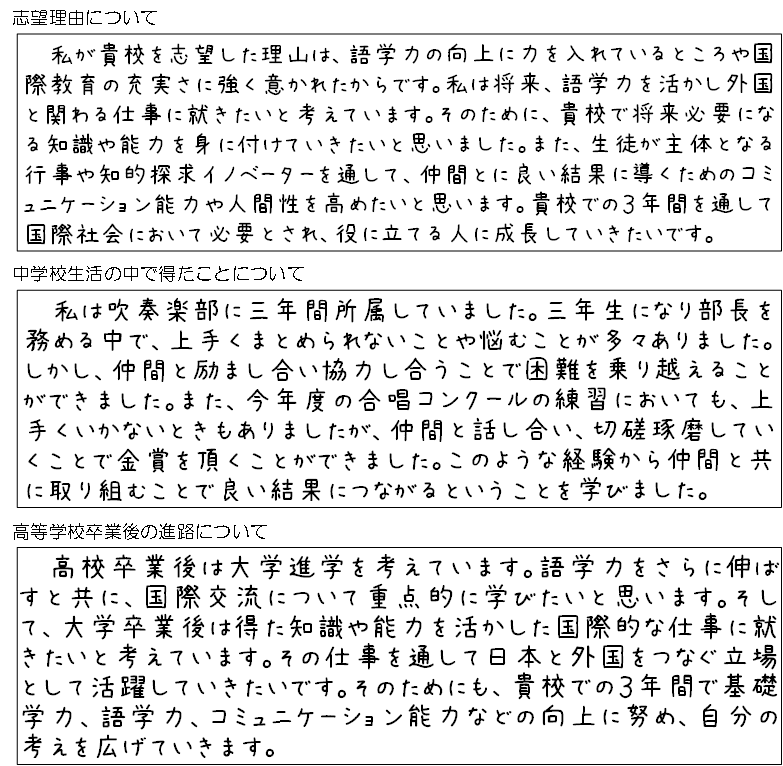 志望理由について
私が貴校を志望した理山は、語学力の向上に力を入れているところや国
際教育の充実さに強く意かれたからです。私は将来、語学力を活かし外国
と関わる仕事に就きたいと考えています。そのために、貴校で将来必要にな
る知識や能力を身に付けていきたいと思いました。また、生徒が主体となる
行事や知的探求イノベーターを通して、仲間とに良い結果に導くためのコミ
ュニケーション能力や人間性を高めたいと思います。貴校での3年間を通して
国際社会において必要とされ、役に立てる人に成長していきたいです。
中学校生活の中で得たことについて
私は吹奏楽部に三年間所属していました。三年生になり部長を
務める中で、上手くまとめられないことや悩むことが多々ありました。
しかし、仲間と励まし合い協力し合うことで困難を乗り越えること
ができました。また、今年度の合唱コンクールの練習においても、上
手くいかないときもありましたが、仲間と話し合い、切磋琢磨してい
くことで金賞を頂くことができました。このような経験から仲間と共
に取り組むことで良い結果につながるということを学びました。
高等学校卒業後の進路について
高校卒業後は大学進学を考えています。語学力をさらに伸ば
すと共に、国際交流について重点的に学びたいと思います。そし
て、大学卒業後は得た知識や能力を活かした国際的な仕事に就
きたいと考えています。その仕事を通して日本と外国をつなぐ立場
として活躍していきたいです。そのためにも、貴校での3年間で基礎
学力、語学力、コミュニケーション能力などの向上に努め、自分の
考えを広げていきます。